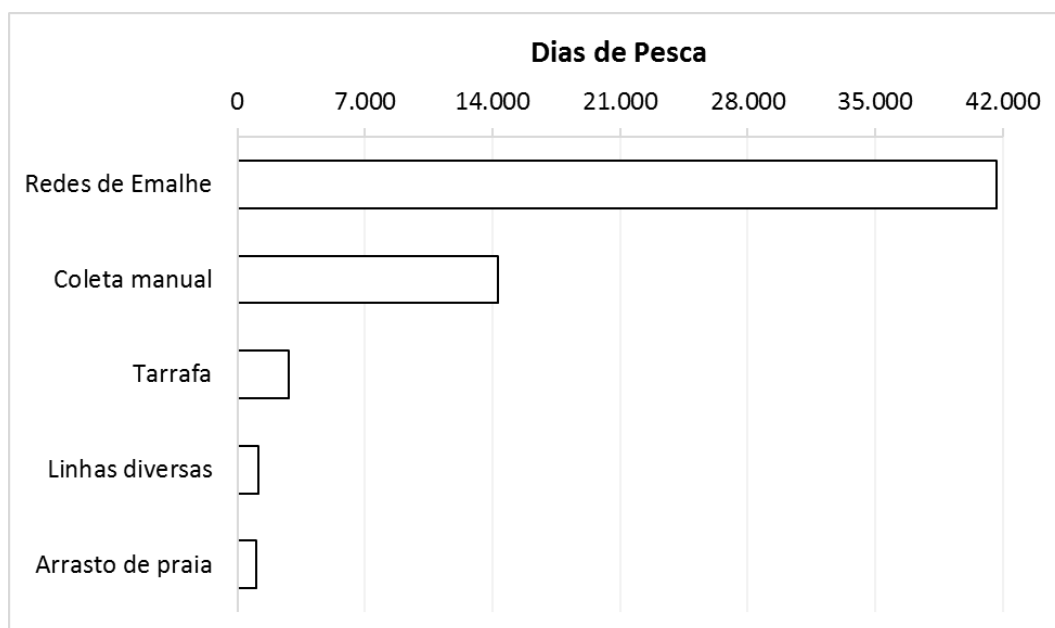 Dias de Pesca
0 7.000 14.000 21.000 28.000 35.000 42.000
Redes de Emalhe
Coleta manual
Tarrafa
Linhas diversas
Arrasto de praia